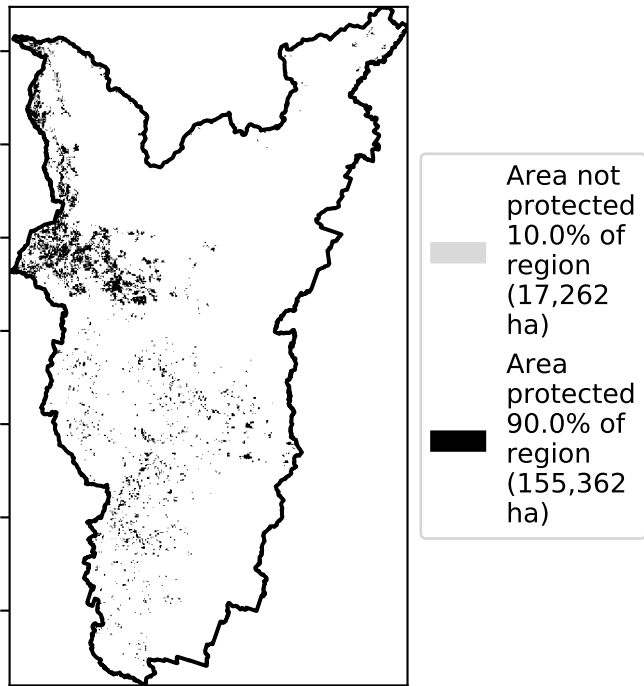 Area not
protected
10.0% of
region
(17,262
ha)
Area
protected
90.0% of
region
(155,362
ha)